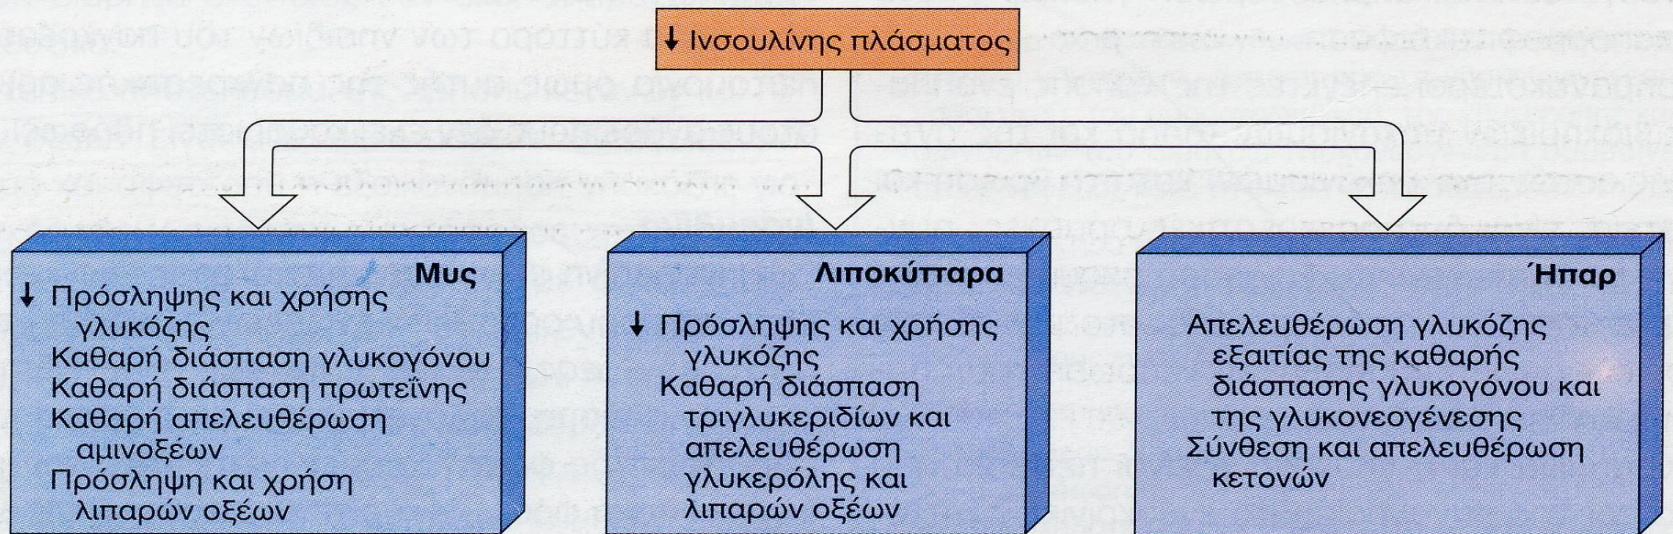 ↓ Ινσουλίνης πλάσματος
Μυς
↓ Πρόσληψης και χρήσης
γλυκόζης
Καθαρή διάσπαση γλυκογόνου
Καθαρή διάσπαση πρωτεΐνης
Καθαρή απελευθέρωση
αμινοξέων
Πρόσληψη και χρήση
λιπαρών οξέων
Λιποκύτταρα
↓ Πρόσληψης και χρήσης
γλυκόζης
Καθαρή διάσπαση
τριγλυκεριδίων και
απελευθέρωση
γλυκερόλης και
λιπαρών οξέων
Ήπαρ
Απελευθέρωση γλυκόζης
εξαιτίας της καθαρής
διάσπασης γλυκογόνου και
της γλυκονεογένεσης
Σύνθεση και απελευθέρωση
κετονών